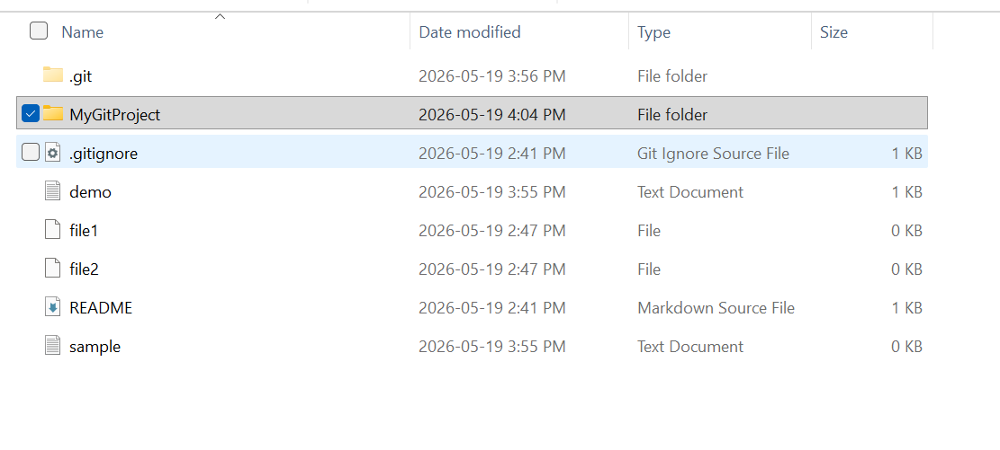 Name Date modified Type Size
.git 2026-05-19 3:56 PM File folder
MyGitProject 2026-05-19 4:04 PM File folder
.gitignore 2026-05-19 2:41 PM Git Ignore Source File 1 KB
demo 2026-05-19 3:55 PM Text Document 1 KB
file1 2026-05-19 2:47 PM File 0 KB
file2 2026-05-19 2:47 PM File 0 KB
README 2026-05-19 2:41 PM Markdown Source File 1 KB
sample 2026-05-19 3:55 PM Text Document 0 KB